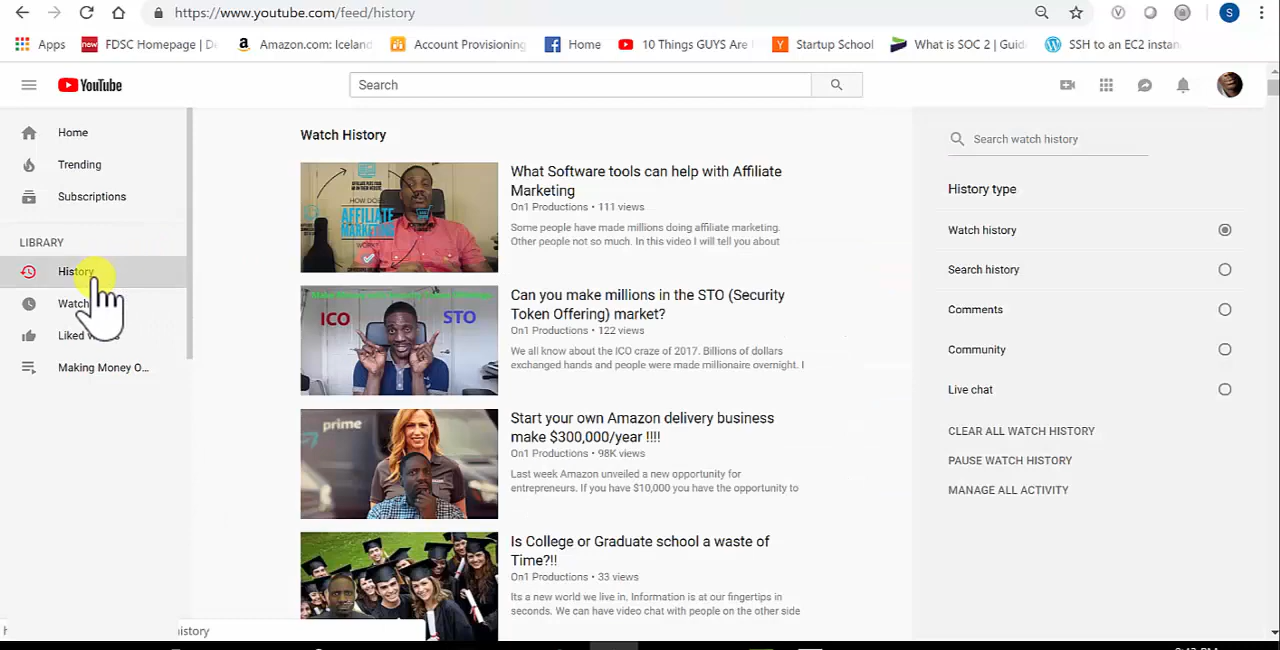 https://www.youtube.com/feed/history
S
Apps
new
FDSC Homepage | De
Amazon.com: Iceland
Account Provisioning
Home
10 Things GUYS Are
Startup School
What is SOC 2 | Guid
SSH to an EC2 instan
YouTube
Search
Home
Trending
Subscriptions
LIBRARY
History
Watch
Liked
Making Money O...
Watch History
AFFILIATE
MARKETING
What Software tools can help with Affiliate
Marketing
On1 Productions • 111 views
Some people have made millions doing affiliate marketing.
Other people not so much. In this video I will tell you about
ICO
STO
Can you make millions in the STO (Security
Token Offering) market?
On1 Productions • 122 views
We all know about the ICO craze of 2017. Billions of dollars
exchanged hands and people were made millionaire overnight. I
prime
Start your own Amazon delivery business
make $300,000/year !!!!
On1 Productions • 98K views
Last week Amazon unveiled a new opportunity for
entrepreneurs. If you have $10,000 you have the opportunity to
Is College or Graduate school a waste of
Time?!!
On1 Productions • 33 views
Its a new world we live in. Information is at our fingertips in
seconds. We can have video chat with people on the other side
Search watch history
History type
Watch history
Search history
Comments
Community
Live chat
CLEAR ALL WATCH HISTORY
PAUSE WATCH HISTORY
MANAGE ALL ACTIVITY
istory